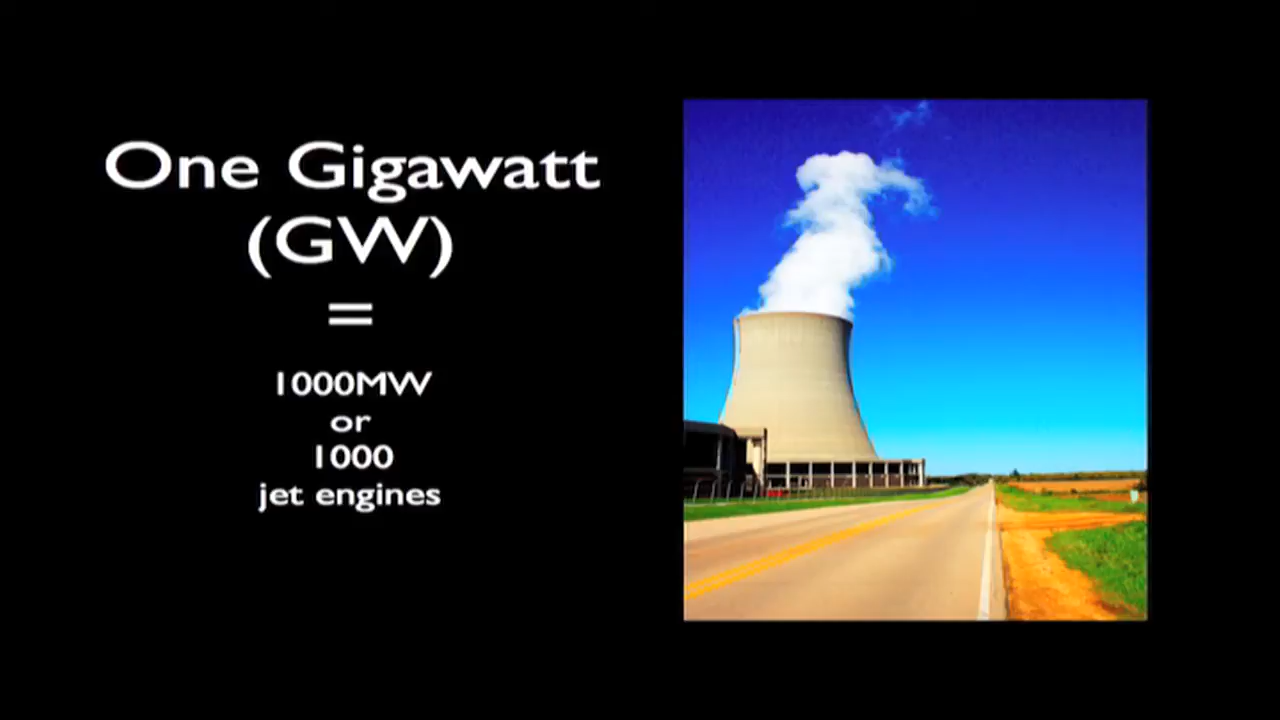 One Gigawatt
(GW)
=
1000MW
or
1000
jet engines